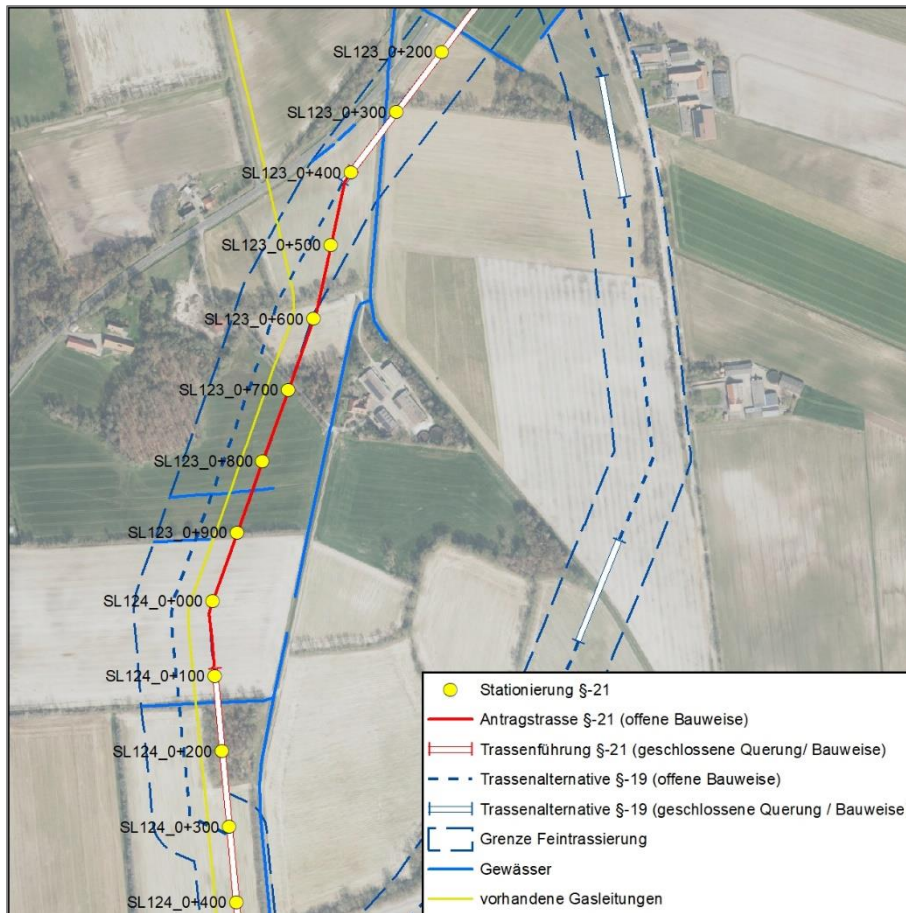 SL123_0+200
SL123_0+300
SL123_0+400
SL123_0+500
SL123_0+600
SL123_0+700
SL123_0+800
SL123_0+900
SL124_0+000
SL124_0+100
SL124_0+200
SL124_0+300
SL124_0+400
Stationierung §-21
Antragstrasse §-21 (offene Bauweise)
Trassenführung §-21 (geschlossene Querung/ Bauweise)
Trassenalternative §-19 (offene Bauweise)
Trassenalternative §-19 (geschlossene Querung / Bauweise
Grenze Feintrassierung
Gewässer
vorhandene Gasleitungen